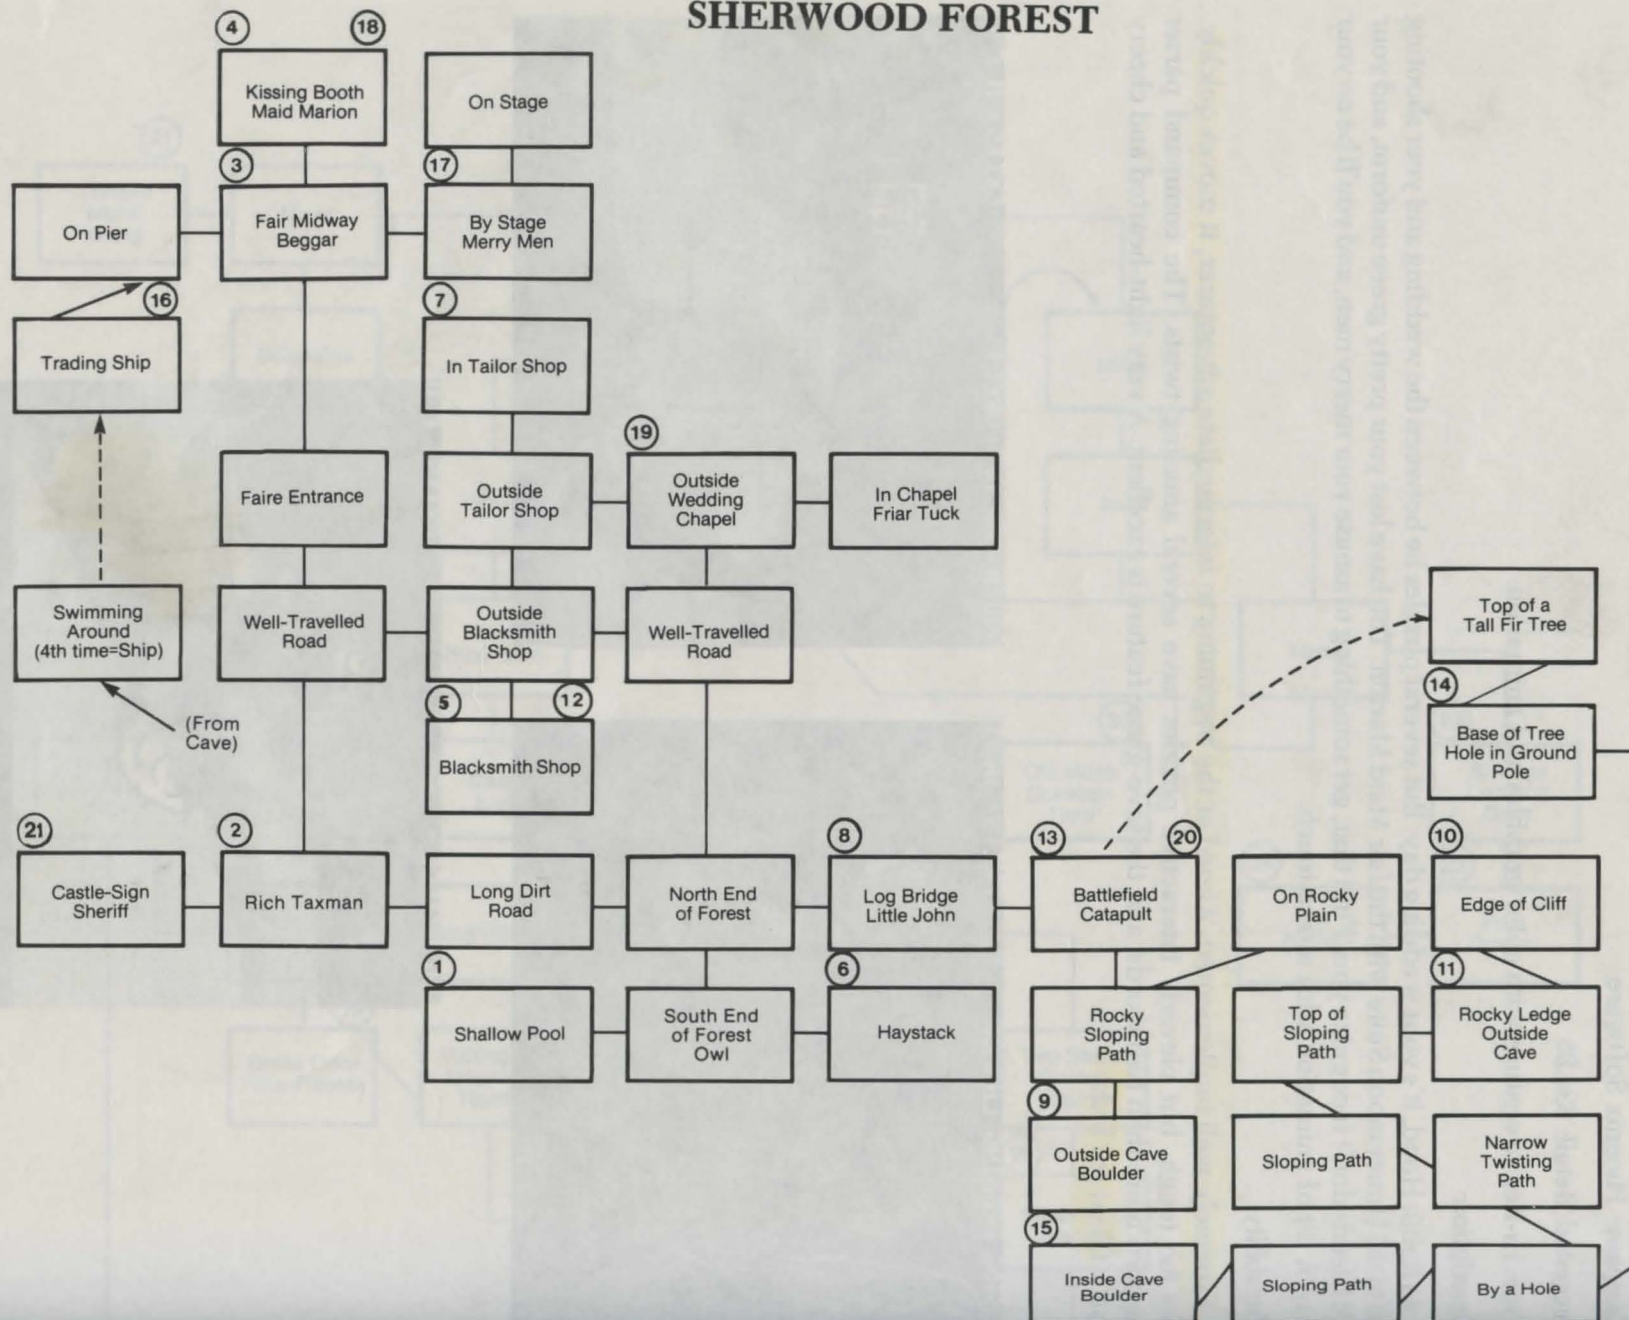 SHERWOOD FOREST
4
18
Kissing Booth
Maid Marion
On Stage
3
17
On Pier
Fair Midway
Beggar
By Stage
Merry Men
16
7
Trading Ship
In Tailor Shop
19
Faire Entrance
Outside
Tailor Shop
Outside
Wedding
Chapel
In Chapel
Friar Tuck
Swimming
Around
(4th time=Ship)
Well-Travelled
Road
Outside
Blacksmith
Shop
Well-Travelled
Road
Top of a
Tall Fir Tree
(From
Cave)
5
12
14
Blacksmith Shop
Base of Tree
Hole in Ground
Pole
21
2
8
13
20
10
Castle-Sign
Sheriff
Rich Taxman
Long Dirt
Road
North End
of Forest
Log Bridge
Little John
Battlefield
Catapult
On Rocky
Plain
Edge of Cliff
1
6
11
Shallow Pool
South End
of Forest
Owl
Haystack
Rocky
Sloping
Path
Top of
Sloping
Path
Rocky Ledge
Outside
Cave
9
Outside Cave
Boulder
Sloping Path
Narrow
Twisting
Path
15
Inside Cave
Boulder
Sloping Path
By a Hole